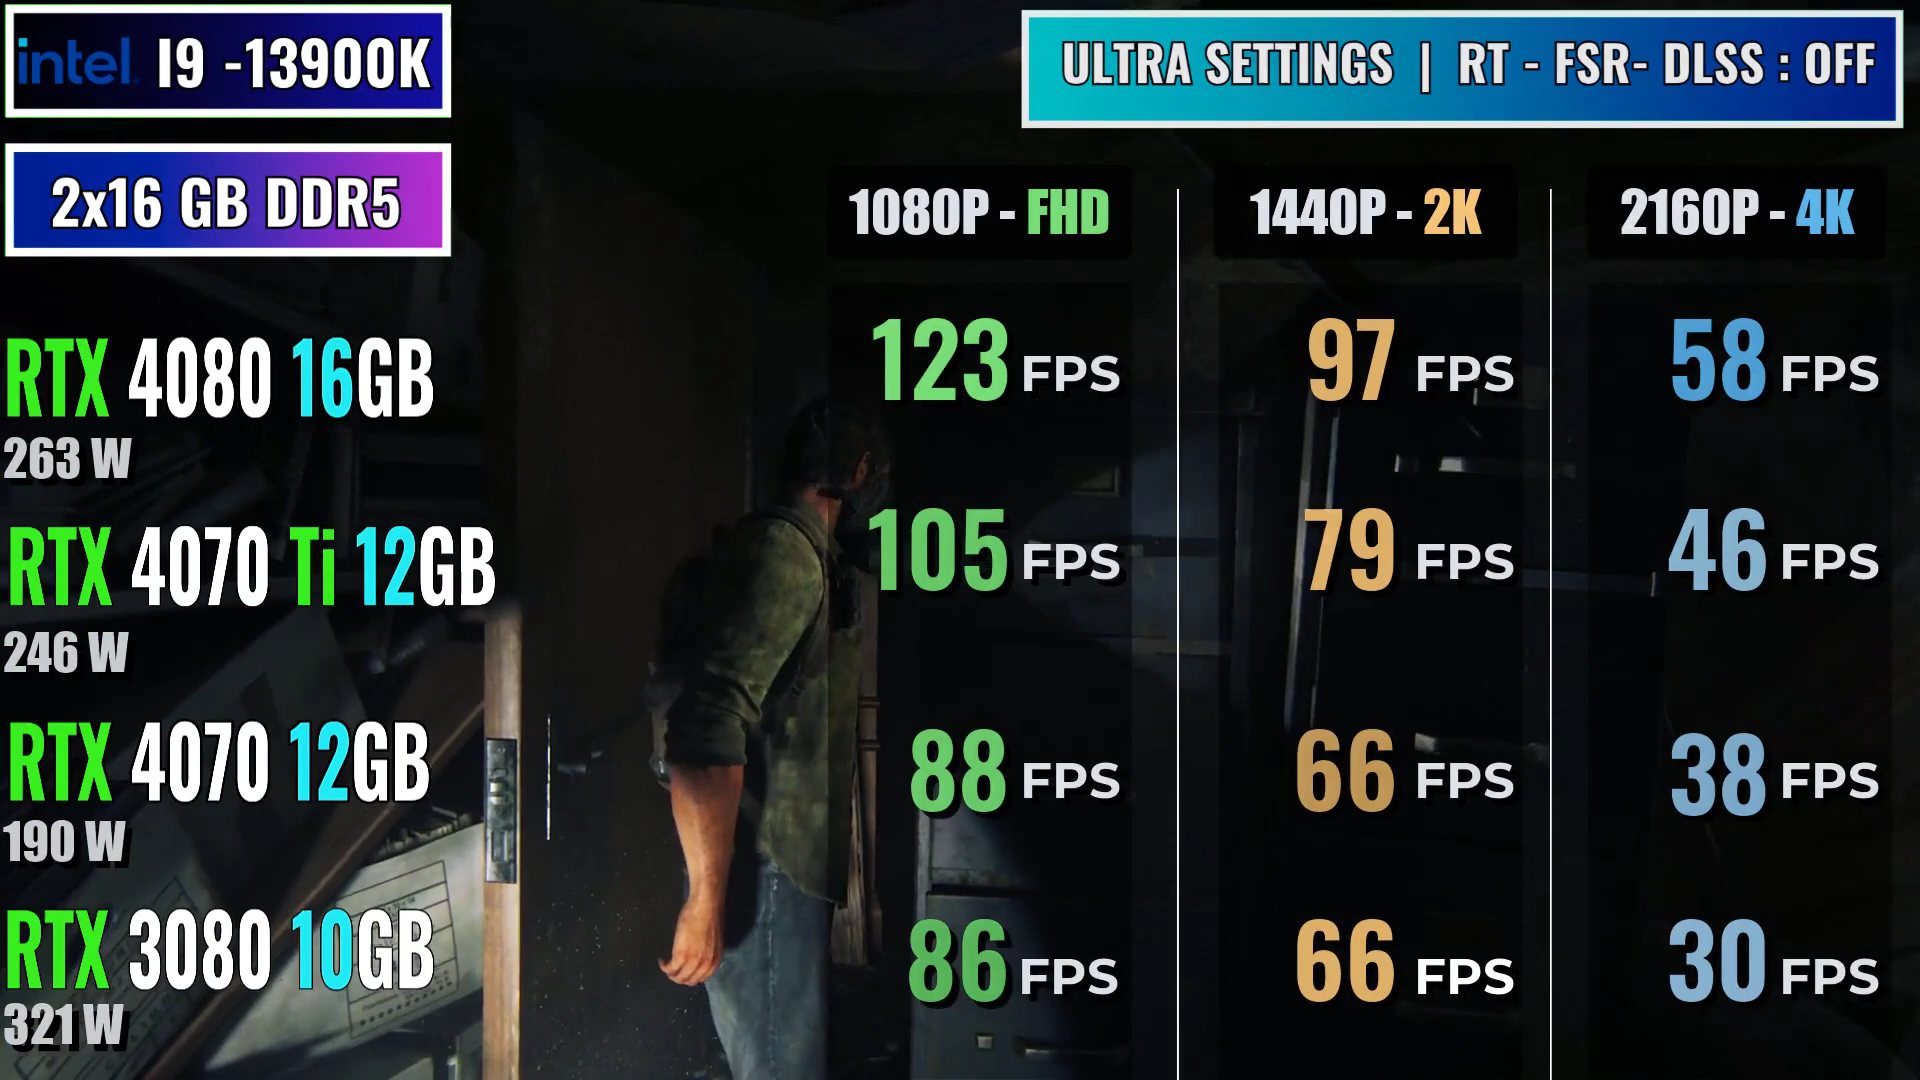 intel I9 -13900K
ULTRA SETTINGS | RT - FSR- DLSS : OFF
2x16 GB DDR5
1080P - FHD
1440P - 2K
2160P - 4K
RTX 4080 16GB
123 FPS
97 FPS
58 FPS
263 W
RTX 4070 Ti 12GB
105 FPS
79 FPS
46 FPS
246 W
RTX 4070 12GB
88 FPS
66 FPS
38 FPS
190 W
RTX 3080 10GB
86 FPS
66 FPS
30 FPS
321 W